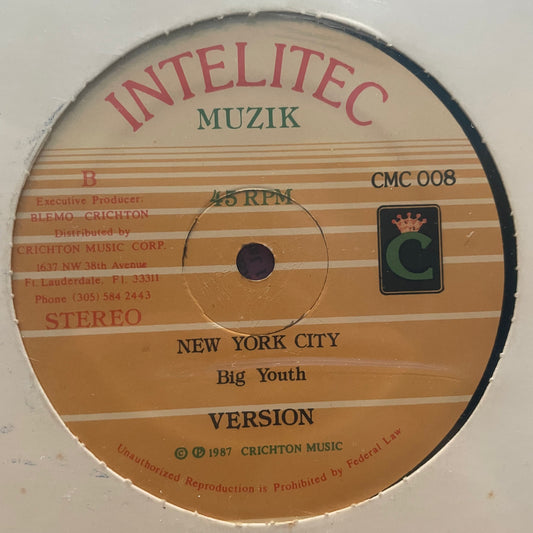 INTELITEC
MUZIK
B
45 RPM
CMC 008
Executive Producer:
BLEMO CRICHTON
Distributed by
CRICHTON MUSIC CORP.
1637 NW 38th Avenue
Ft. Lauderdale, Fl. 33311
Phone (305) 584 2443
STEREO
C
NEW YORK CITY
Big Youth
VERSION
© ℗ 1987 CRICHTON MUSIC
Unauthorized Reproduction is Prohibited by Federal Law